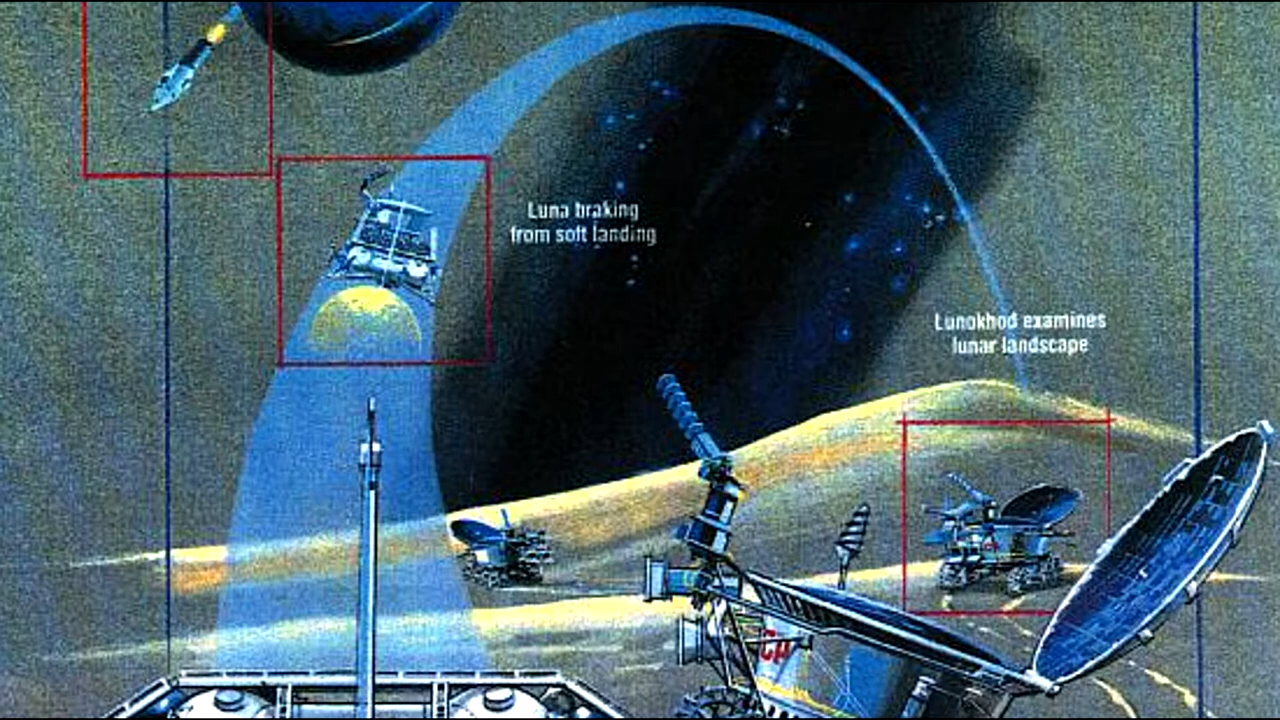 Luna braking
from soft landing
Lunokhod examines
lunar landscape